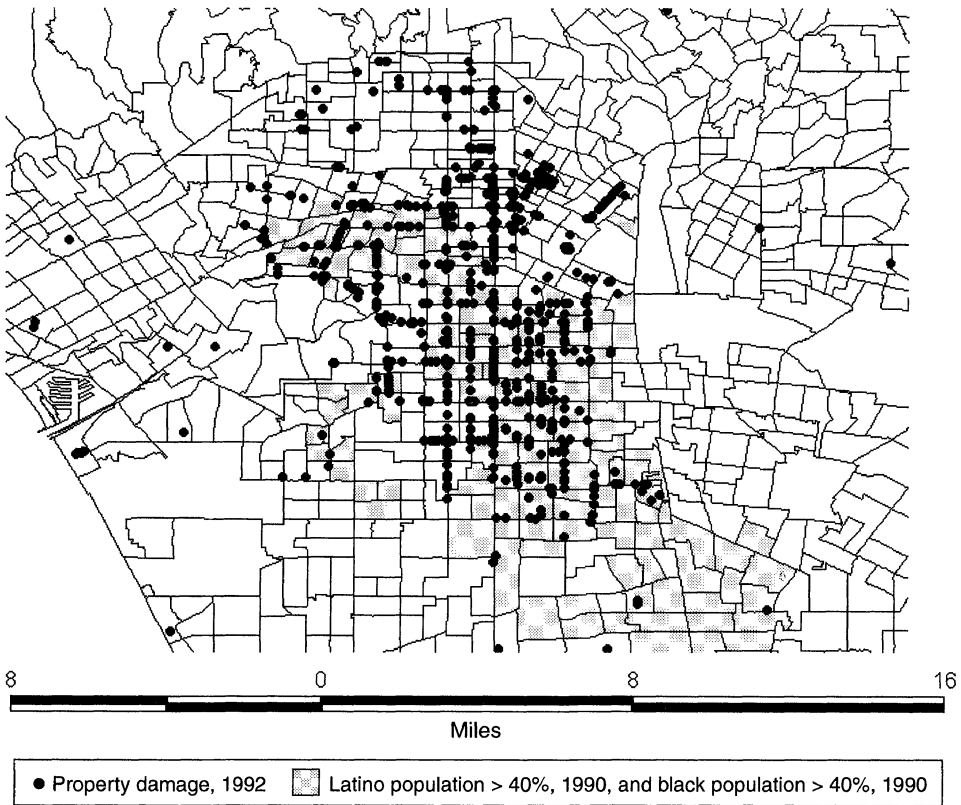 8 0 8 16
Miles
Property damage, 1992 Latino population > 40%, 1990, and black population > 40%, 1990